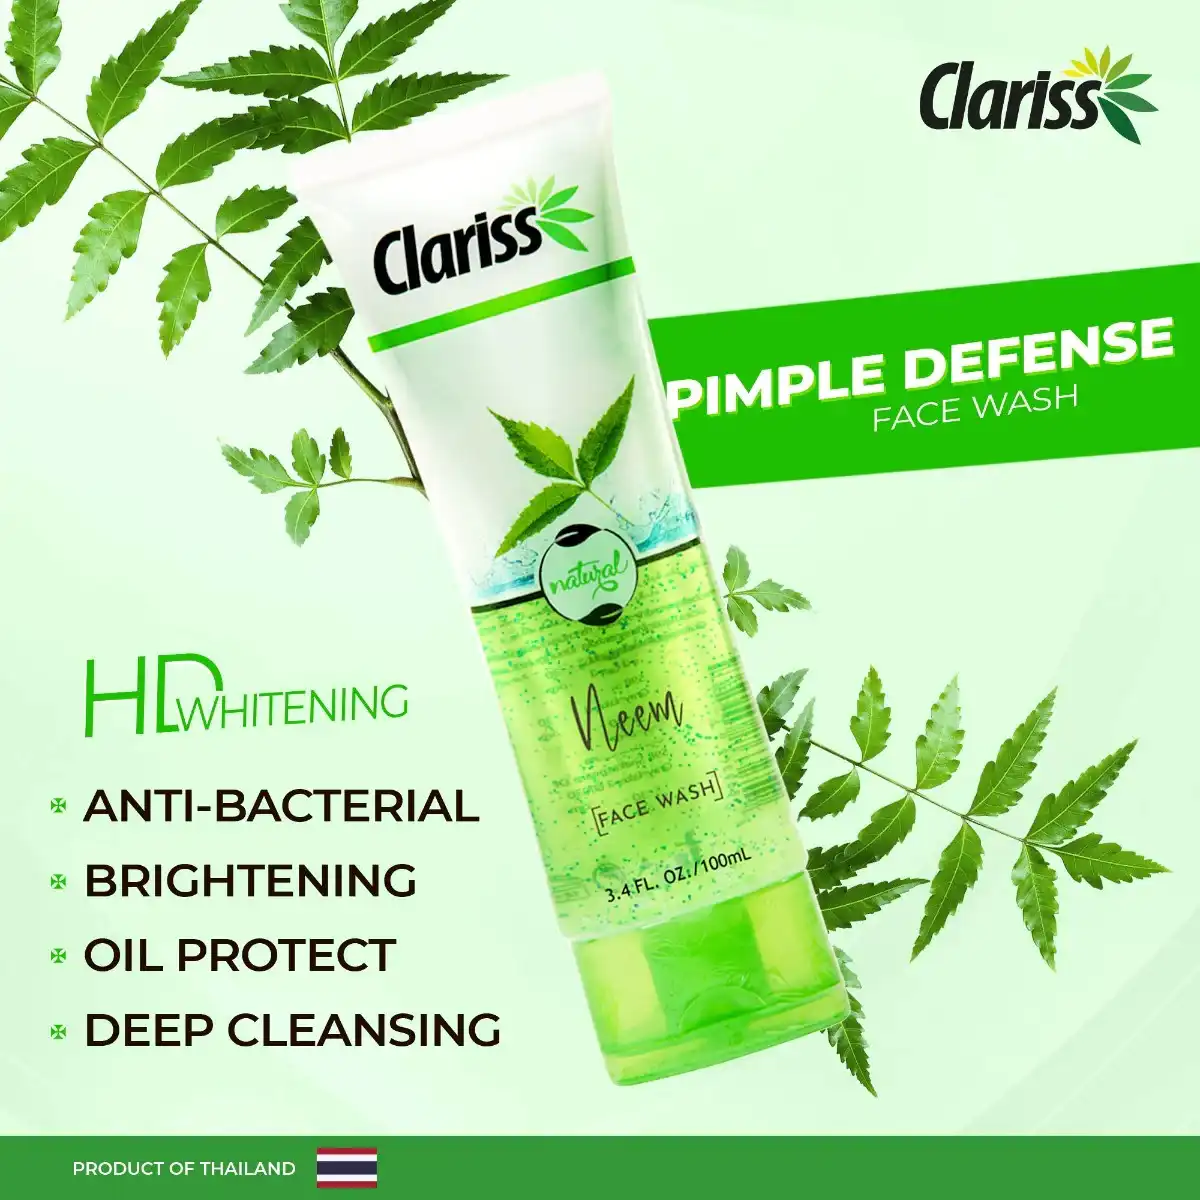 Clariss
Clariss
PIMPLE DEFENSE
FACE WASH
natural
Neem
[FACE WASH]
3.4 FL. OZ./100mL
HD WHITENING
ANTI-BACTERIAL
BRIGHTENING
OIL PROTECT
DEEP CLEANSING
PRODUCT OF THAILAND